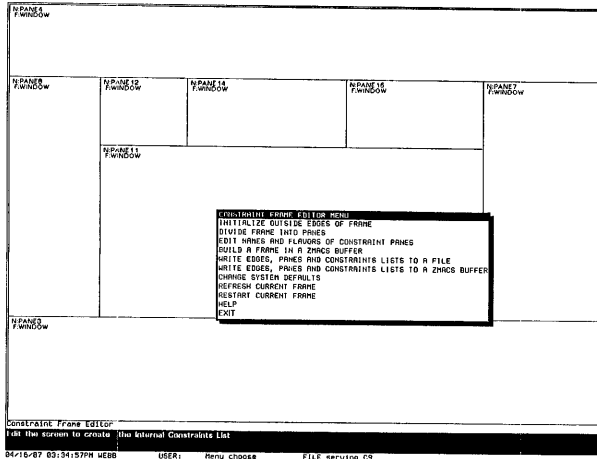 N:PANE4
F:WINDOW
N:PANE8
F:WINDOW
N:PANE12
F:WINDOW
N:PANE14
F:WINDOW
N:PANE16
F:WINDOW
N:PANE7
F:WINDOW
N:PANE11
F:WINDOW
CONSTRAINT FRAME EDITOR MENU
INITIALIZE OUTSIDE EDGES OF FRAME
DIVIDE FRAME INTO PANES
EDIT NAMES AND FLAVORS OF CONSTRAINT PANES
BUILD A FRAME IN A ZMACS BUFFER
WRITE EDGES, PANES AND CONSTRAINTS LISTS TO A FILE
WRITE EDGES, PANES AND CONSTRAINTS LISTS TO A ZMACS BUFFER
CHANGE SYSTEM DEFAULTS
REFRESH CURRENT FRAME
RESTART CURRENT FRAME
HELP
EXIT
N:PANE3
F:WINDOW
Constraint Frame Editor
Edit the screen to create the Internal Constraints List
04/16/87 03:34:57PM WEBB USER: Menu choose FILE serving C9